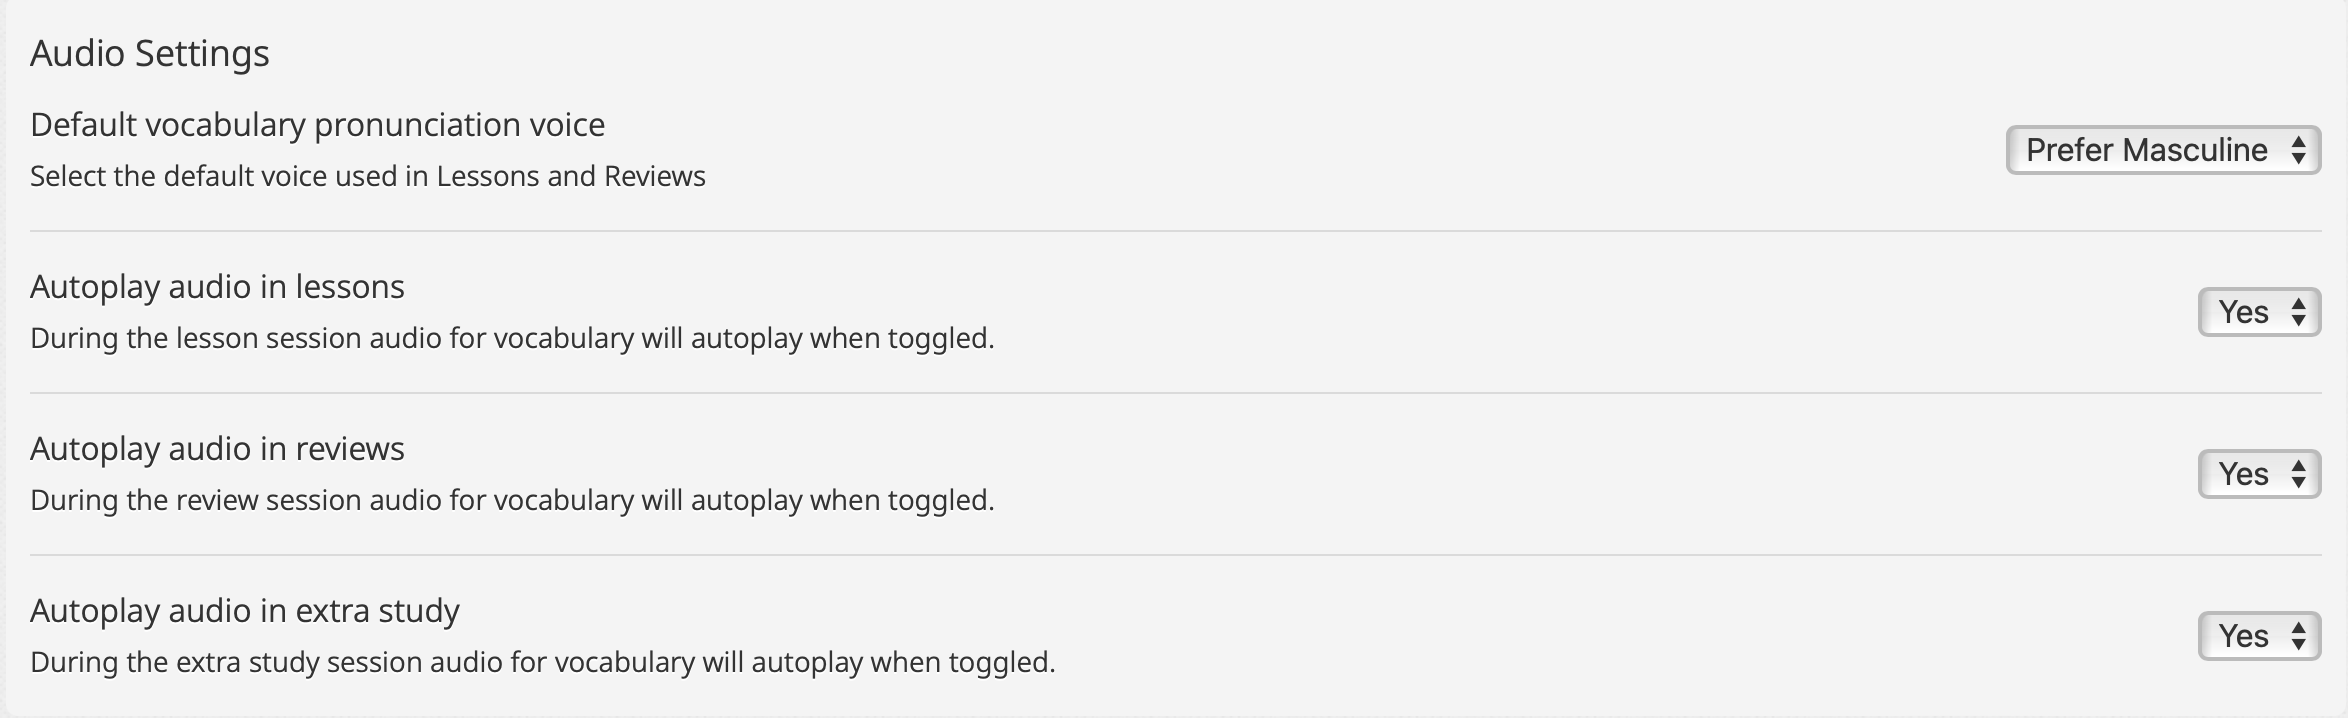 Audio Settings
Default vocabulary pronunciation voice
Prefer Masculine
Select the default voice used in Lessons and Reviews
Autoplay audio in lessons
Yes
During the lesson session audio for vocabulary will autoplay when toggled.
Autoplay audio in reviews
Yes
During the review session audio for vocabulary will autoplay when toggled.
Autoplay audio in extra study
Yes
During the extra study session audio for vocabulary will autoplay when toggled.